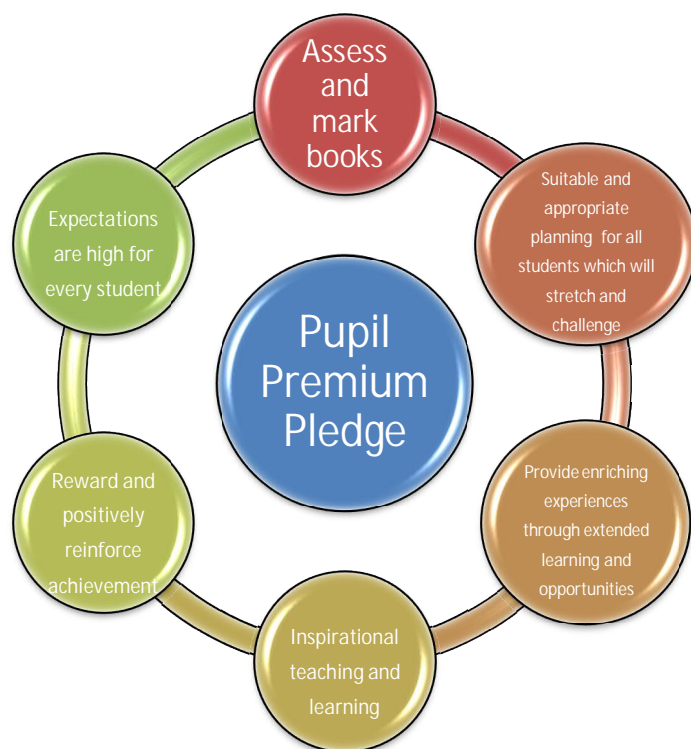 Assess
and
mark
books
Suitable and
appropriate
planning for all
students which will
stretch and
challenge
Provide enriching
experiences
through extended
learning and
opportunities
Inspirational
teaching and
learning
Reward and
positively
reinforce
achievement
Expectations
are high for
every student
Pupil
Premium
Pledge